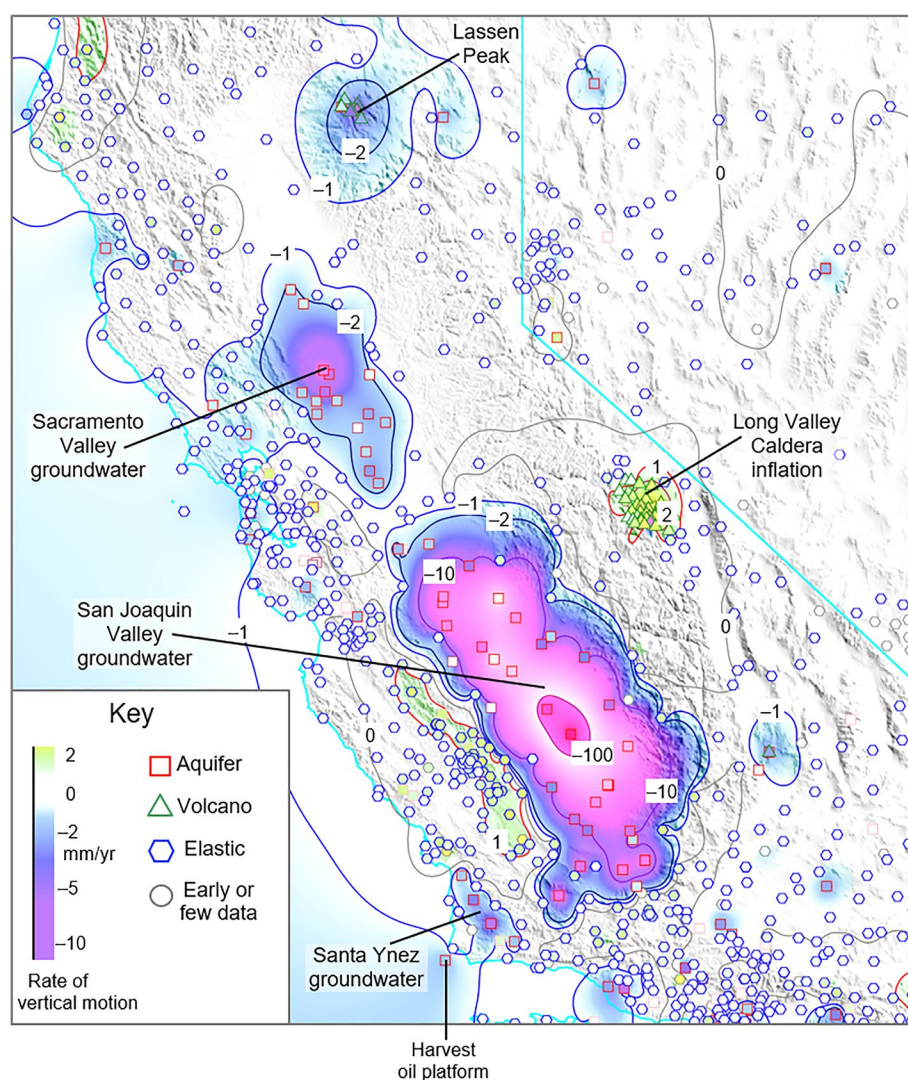 Lassen
Peak
–2
–1
0
–1
–2
Sacramento
Valley
groundwater
Long Valley
Caldera
inflation
1
2
–1
–2
–10
San Joaquin
Valley
groundwater
–1
0
0
–1
–100
–10
1
Key
2
0
–2
mm/yr
–5
–10
Rate of
vertical motion
Aquifer
Volcano
Elastic
Early or
few data
Santa Ynez
groundwater
Harvest
oil platform